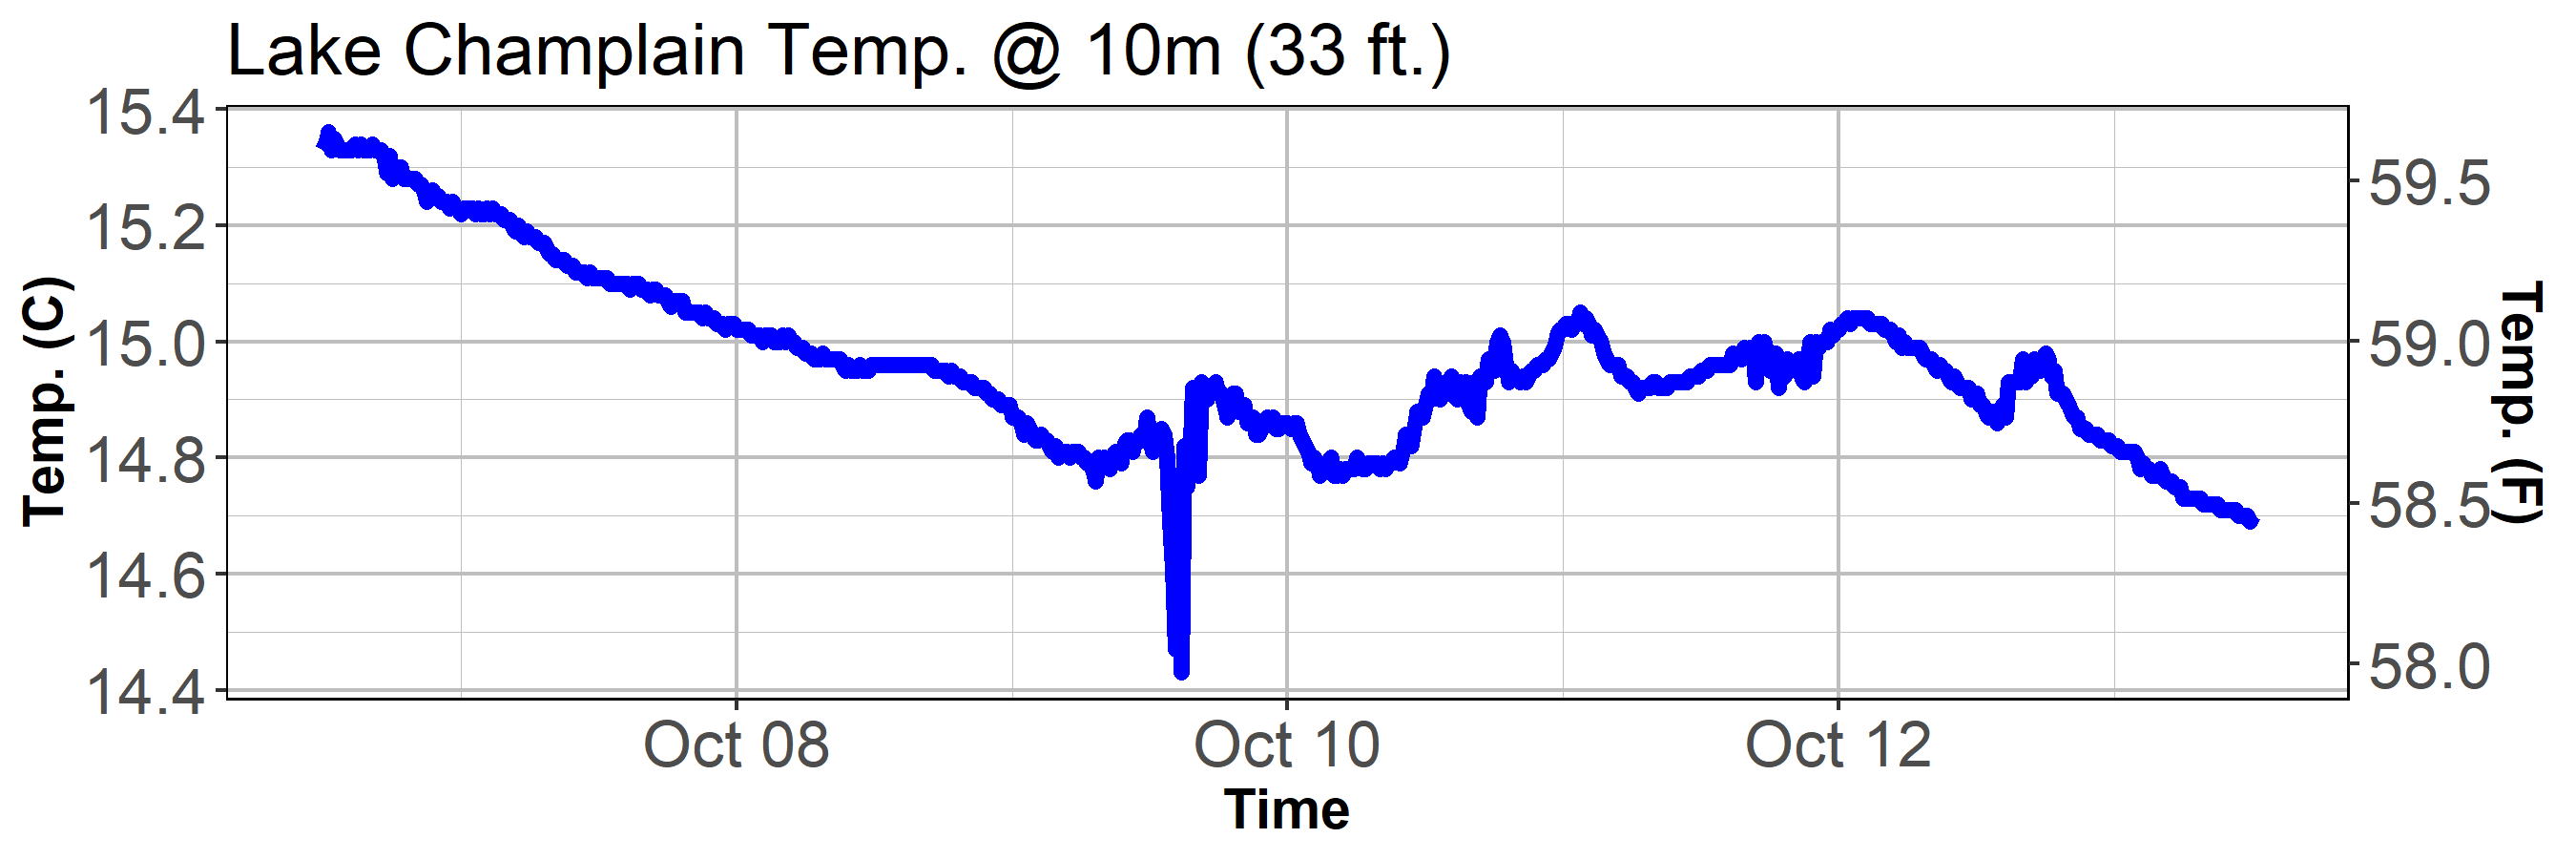 Lake Champlain Temp. @ 10m (33 ft.)
Temp. (C)
15.4
15.2
15.0
14.8
14.6
14.4
59.5
59.0
58.5
58.0
Temp. (F)
Oct 08 Oct 10 Oct 12
Time